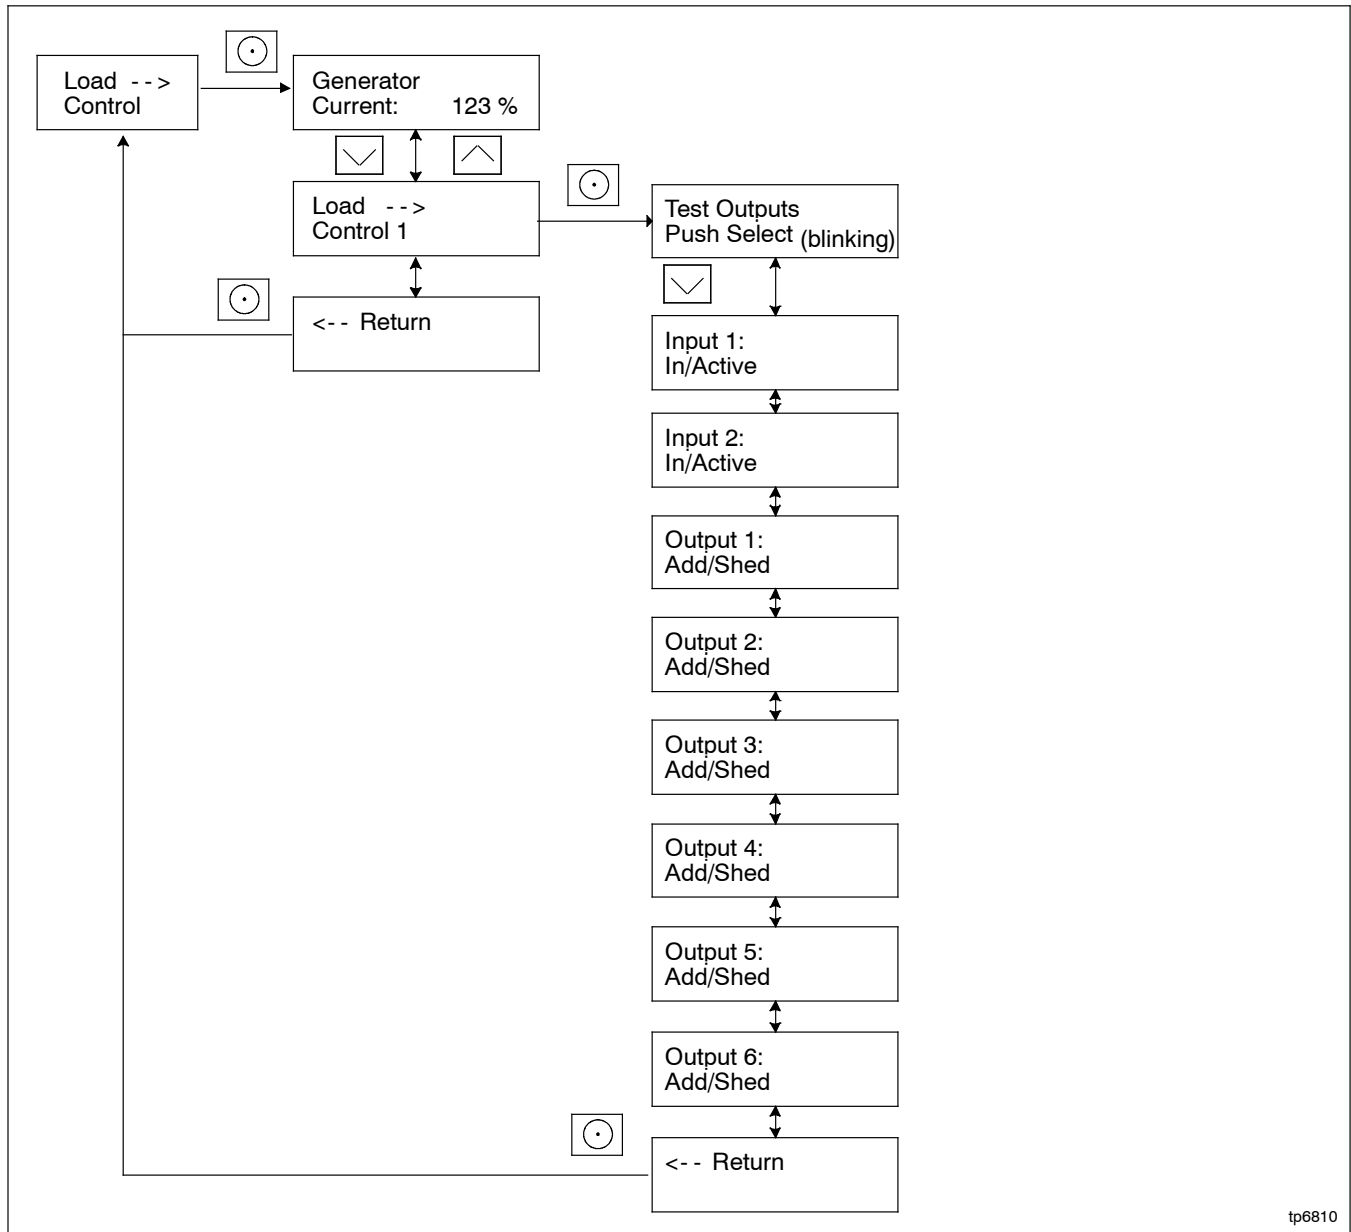 Load - - >
Control
Generator
Current: 123 %
Load - - >
Control 1
<- - Return
Test Outputs
Push Select (blinking)
Input 1:
In/Active
Input 2:
In/Active
Output 1:
Add/Shed
Output 2:
Add/Shed
Output 3:
Add/Shed
Output 4:
Add/Shed
Output 5:
Add/Shed
Output 6:
Add/Shed
<- - Return
tp6810